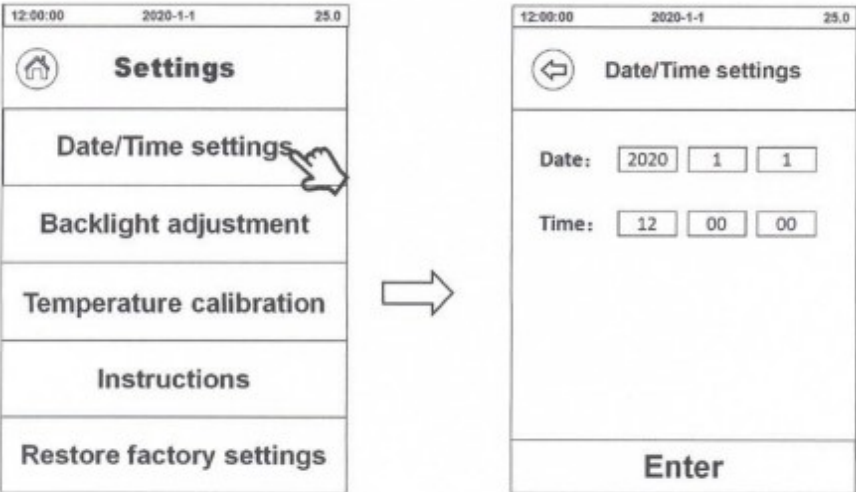 12:00:00 2020-1-1 25.0
Settings
Date/Time settings
Backlight adjustment
Temperature calibration
Instructions
Restore factory settings
12:00:00 2020-1-1 25.0
Date/Time settings
Date: 2020 1 1
Time: 12 00 00
Enter